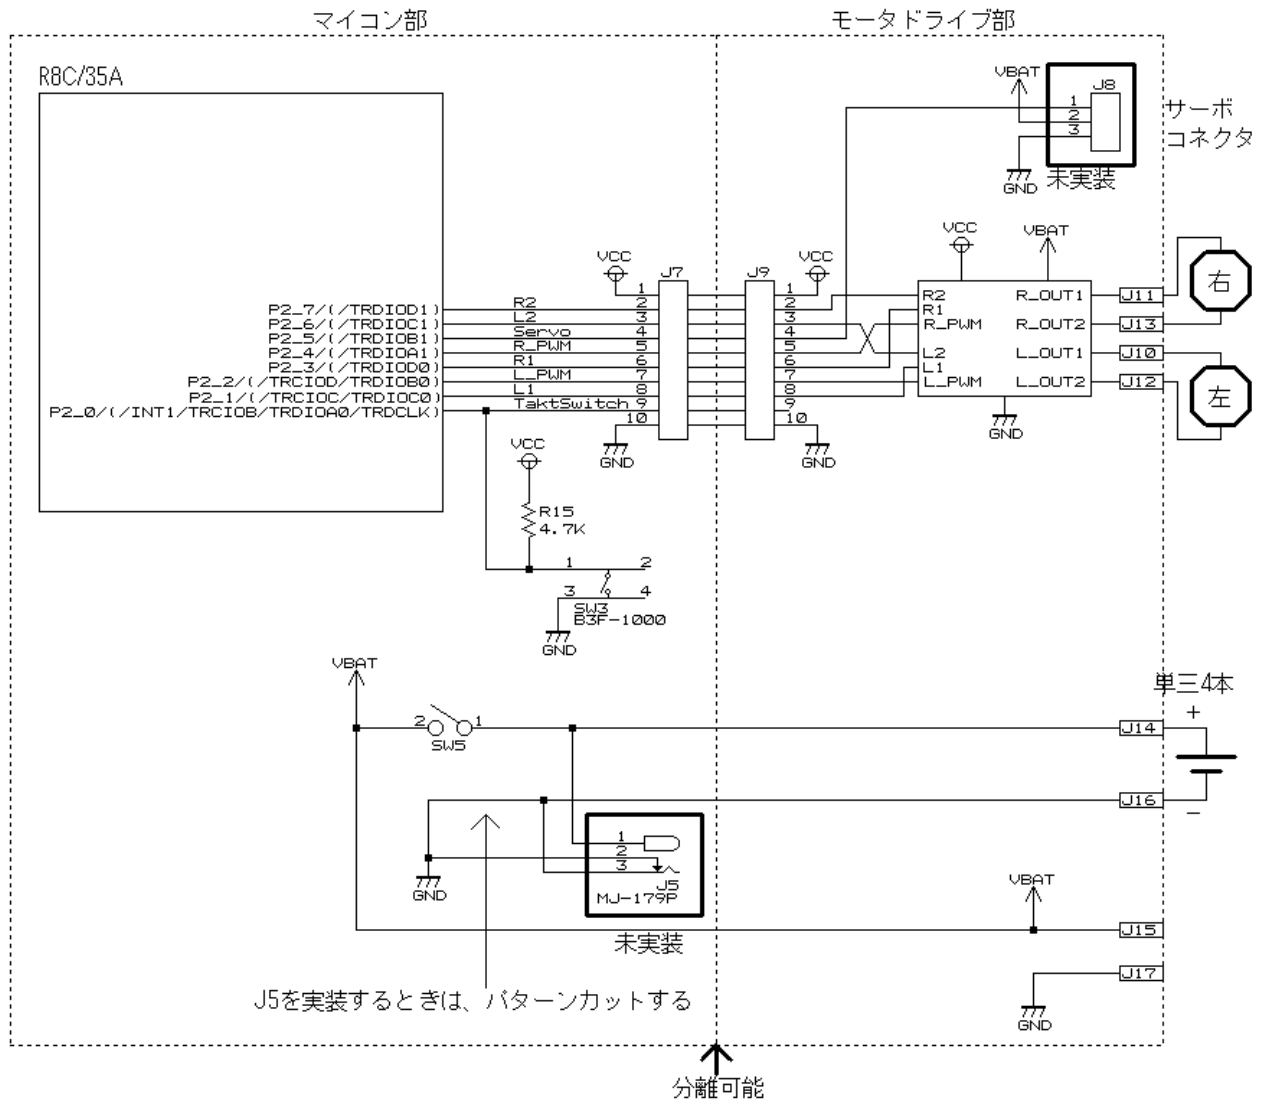 マイコン部
モータドライブ部
R8C/35A
VBAT
J8
1
2
3
サーボ
コネクタ
GND
未実装
VCC
J7
J9
VCC
VCC
VBAT
P2_7/(/TRDIOD1)
P2_6/(/TRDIOC1)
P2_5/(/TRDIOB1)
P2_4/(/TRDIOA1)
P2_3/(/TRDIOD0)
P2_2/(/TRCIOD/TRDIOB0)
P2_1/(/TRCIOC/TRDIOC0)
P2_0/(/INT1/TRCIOB/TRDIOA0/TRDCLK)
R2
L2
Servo
R_PWM
R1
L_PWM
L1
TaktSwitch
1
2
3
4
5
6
7
8
9
10
GND
1
2
3
4
5
6
7
8
9
10
GND
R2
R1
R_PWM
L2
L1
L_PWM
R_OUT1
R_OUT2
L_OUT1
L_OUT2
GND
J11
J13
J10
J12
右
左
VCC
R15
4.7K
1
2
3
4
SW3
B3F-1000
GND
VBAT
2
1
SW5
単三4本
+
J14
J16
−
1
2
3
J5
MJ-179P
GND
未実装
VBAT
J15
J17
GND
J5を実装するときは、パターンカットする
分離可能